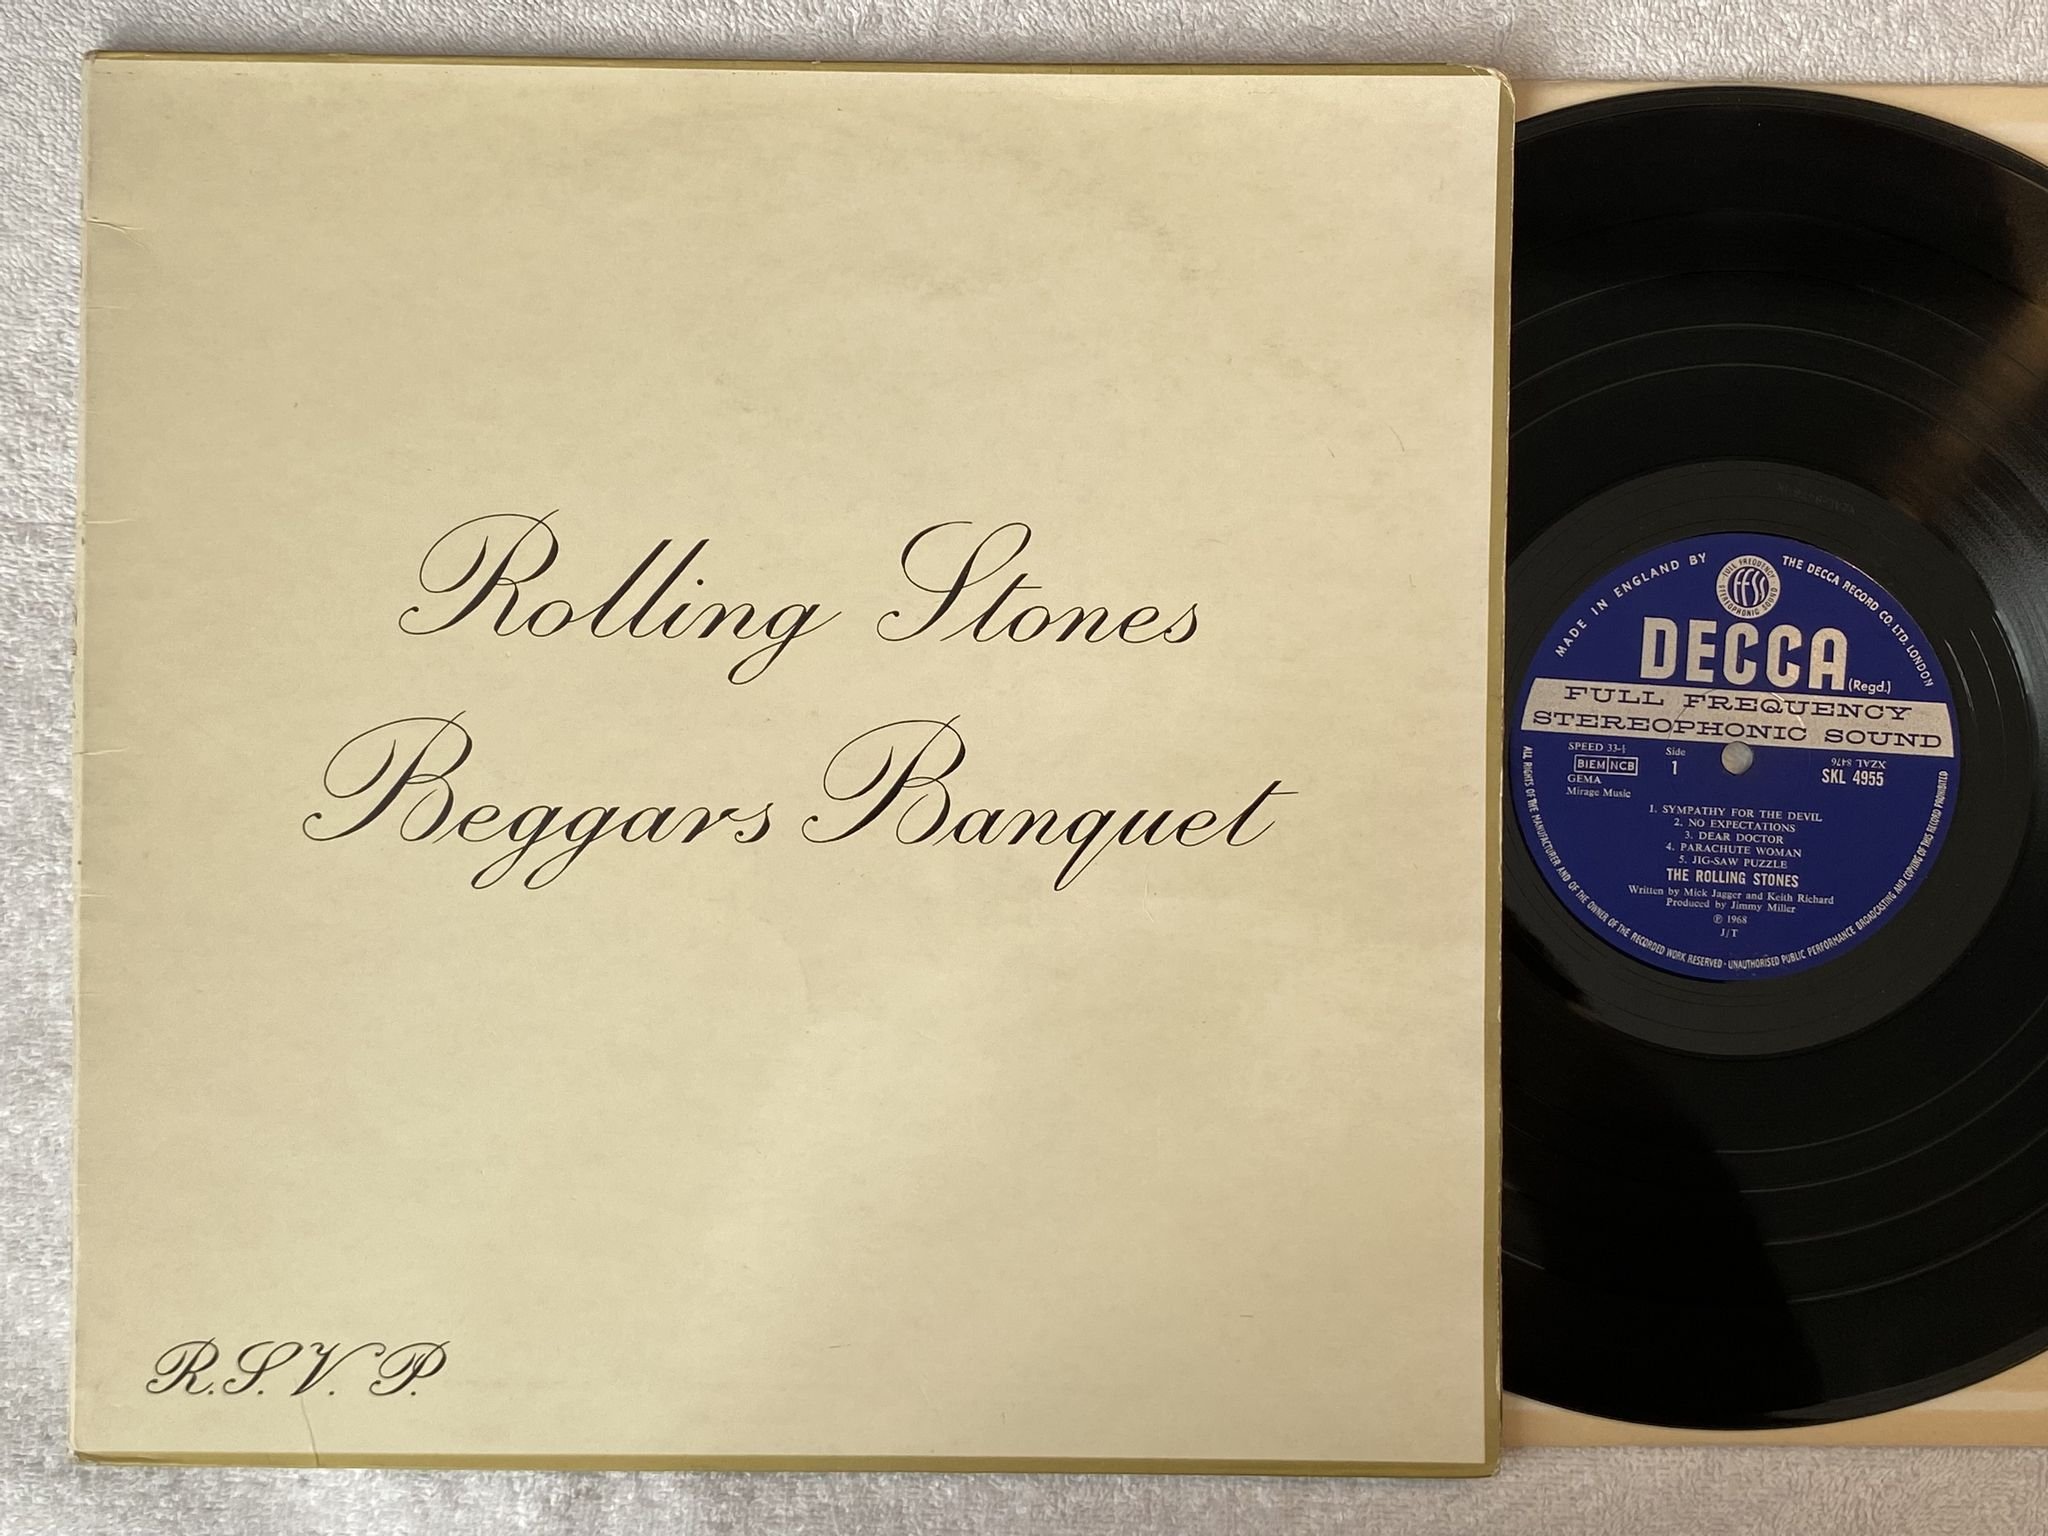 Rolling Stones
Beggars Banquet
R.S.V.P.
MADE IN ENGLAND BY
THE DECCA RECORD CO. LTD. LONDON
FULL FREQUENCY
FFSS
STEREOPHONIC SOUND
DECCA
(Regd.)
FULL FREQUENCY
STEREOPHONIC SOUND
SPEED 33-⅓
BIEM NCB
GEMA
Mirage Music
Side
1
XZAL 8476
SKL 4955
1. SYMPATHY FOR THE DEVIL
2. NO EXPECTATIONS
3. DEAR DOCTOR
4. PARACHUTE WOMAN
5. JIG-SAW PUZZLE
THE ROLLING STONES
Written by Mick Jagger and Keith Richard
Produced by Jimmy Miller
℗ 1968
J/T
ALL RIGHTS OF THE MANUFACTURER AND OF THE OWNER OF THE RECORDED WORK RESERVED · UNAUTHORISED PUBLIC PERFORMANCE BROADCASTING AND COPYING OF THIS RECORD PROHIBITED